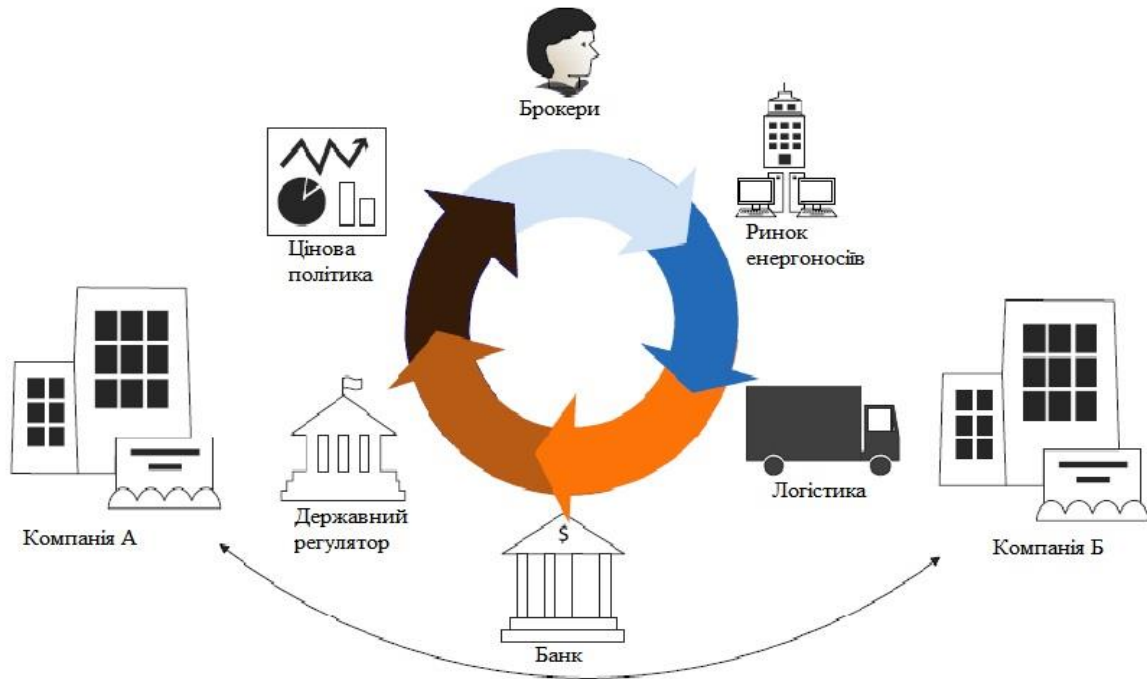 Брокери
Ринок
енергоносіїв
Цінова
політика
Державний
регулятор
Логістика
Компанія А
Компанія Б
$
Банк